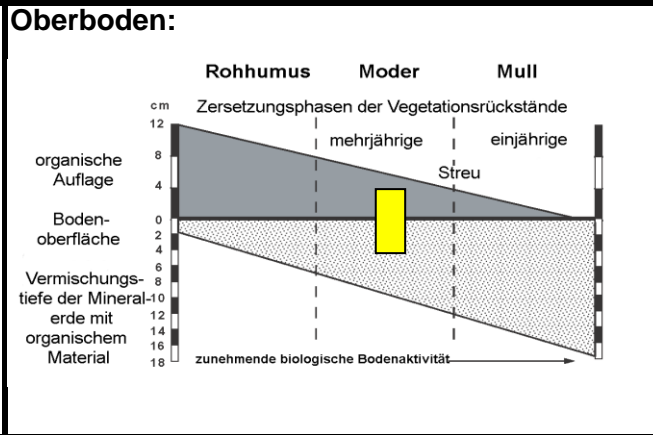 Oberboden:
Rohhumus Moder Mull
cm Zersetzungsphasen der Vegetationsrückstände
mehrjährige einjährige
Streu
organische
Auflage
Boden-
oberfläche
Vermischungs-
tiefe der Mineral-
erde mit
organischem
Material
12
8
4
0
2
4
6
8
10
12
14
16
18
zunehmende biologische Bodenaktivität